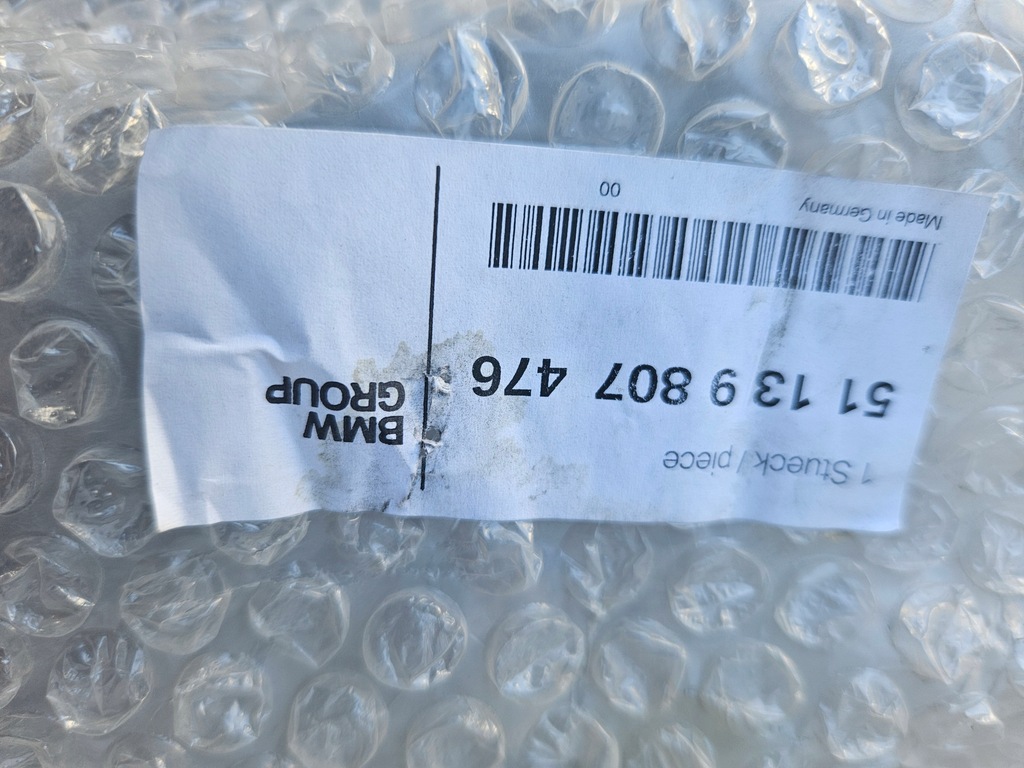 1 Stueck / piece
51 13 9 807 476
Made in Germany
00
BMW
GROUP